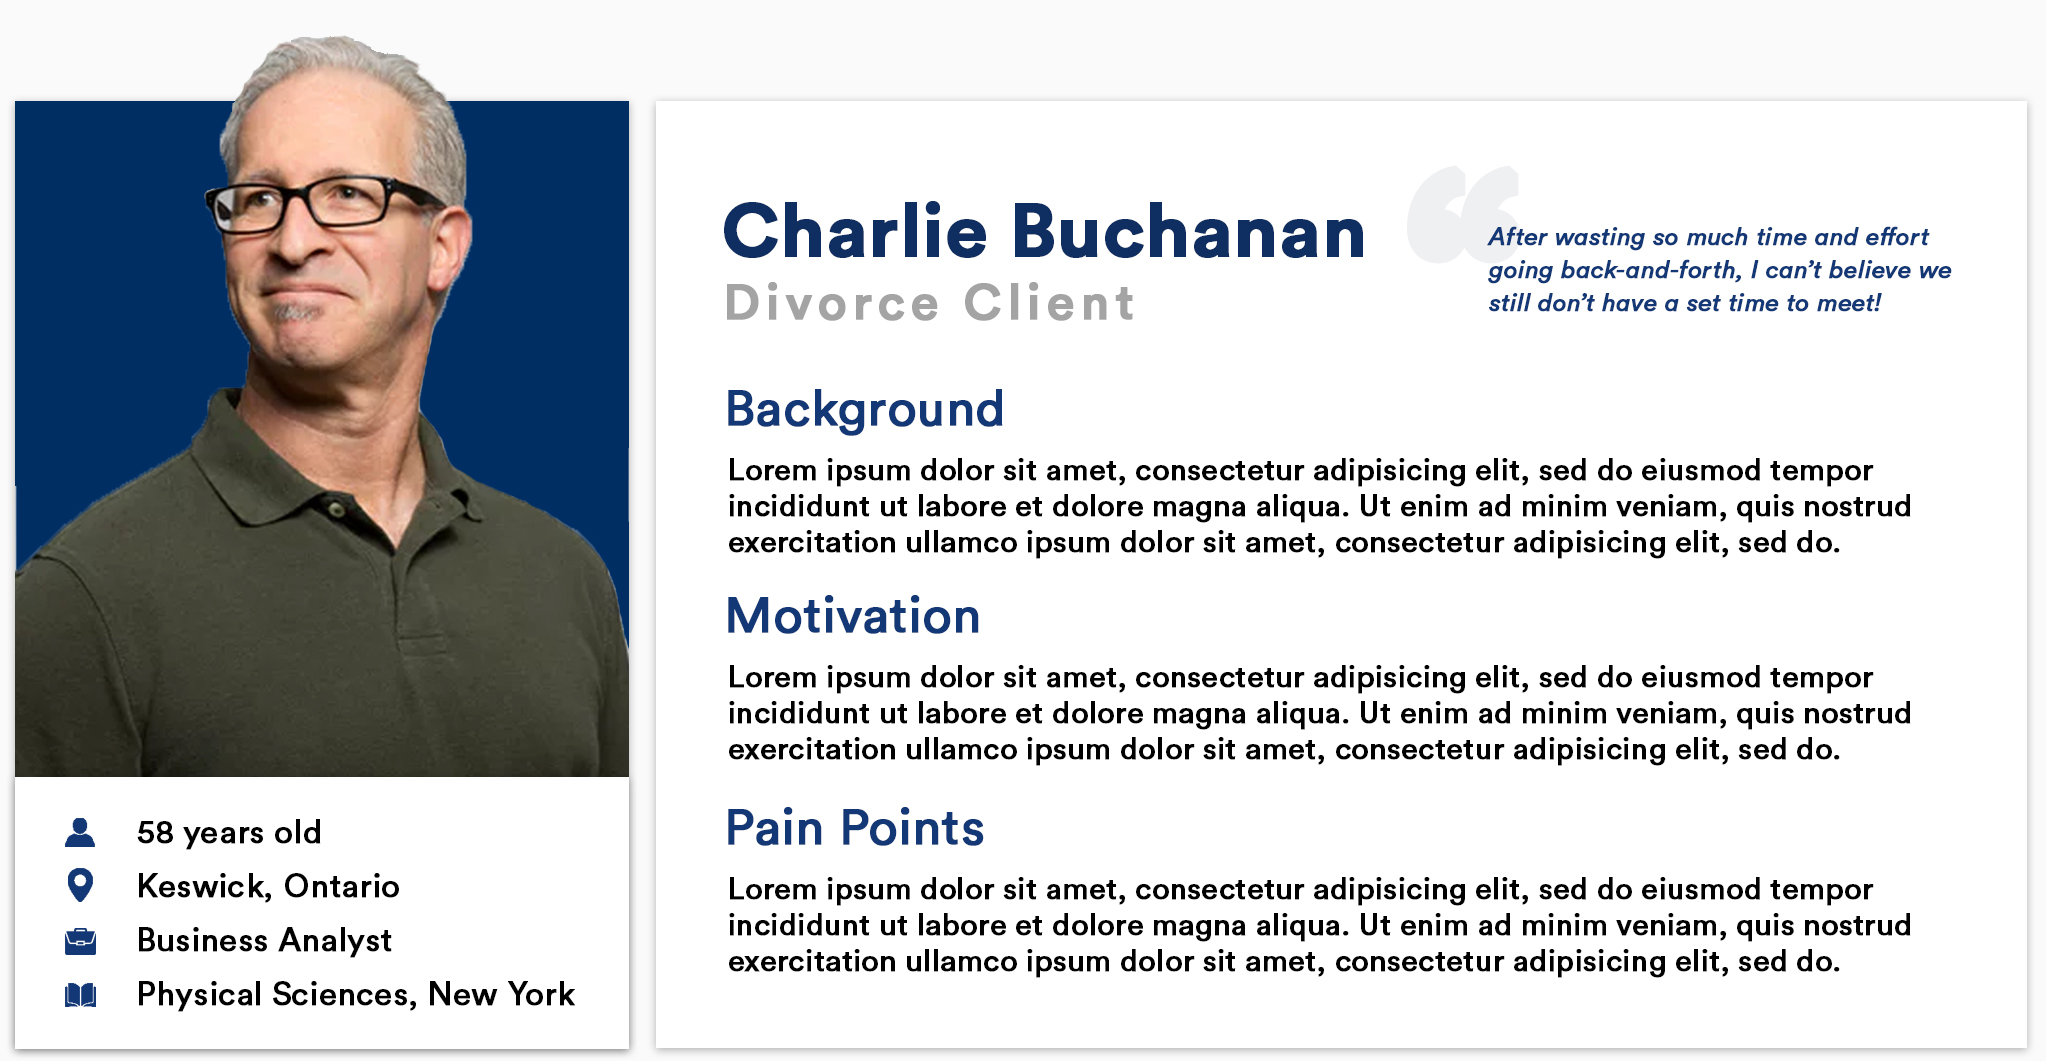 Charlie Buchanan
Divorce Client
After wasting so much time and effort
going back-and-forth, I can't believe we
still don't have a set time to meet!
Background
Lorem ipsum dolor sit amet, consectetur adipisicing elit, sed do eiusmod tempor
incididunt ut labore et dolore magna aliqua. Ut enim ad minim veniam, quis nostrud
exercitation ullamco ipsum dolor sit amet, consectetur adipisicing elit, sed do.
Motivation
Lorem ipsum dolor sit amet, consectetur adipisicing elit, sed do eiusmod tempor
incididunt ut labore et dolore magna aliqua. Ut enim ad minim veniam, quis nostrud
exercitation ullamco ipsum dolor sit amet, consectetur adipisicing elit, sed do.
Pain Points
Lorem ipsum dolor sit amet, consectetur adipisicing elit, sed do eiusmod tempor
incididunt ut labore et dolore magna aliqua. Ut enim ad minim veniam, quis nostrud
exercitation ullamco ipsum dolor sit amet, consectetur adipisicing elit, sed do.
58 years old
Keswick, Ontario
Business Analyst
Physical Sciences, New York